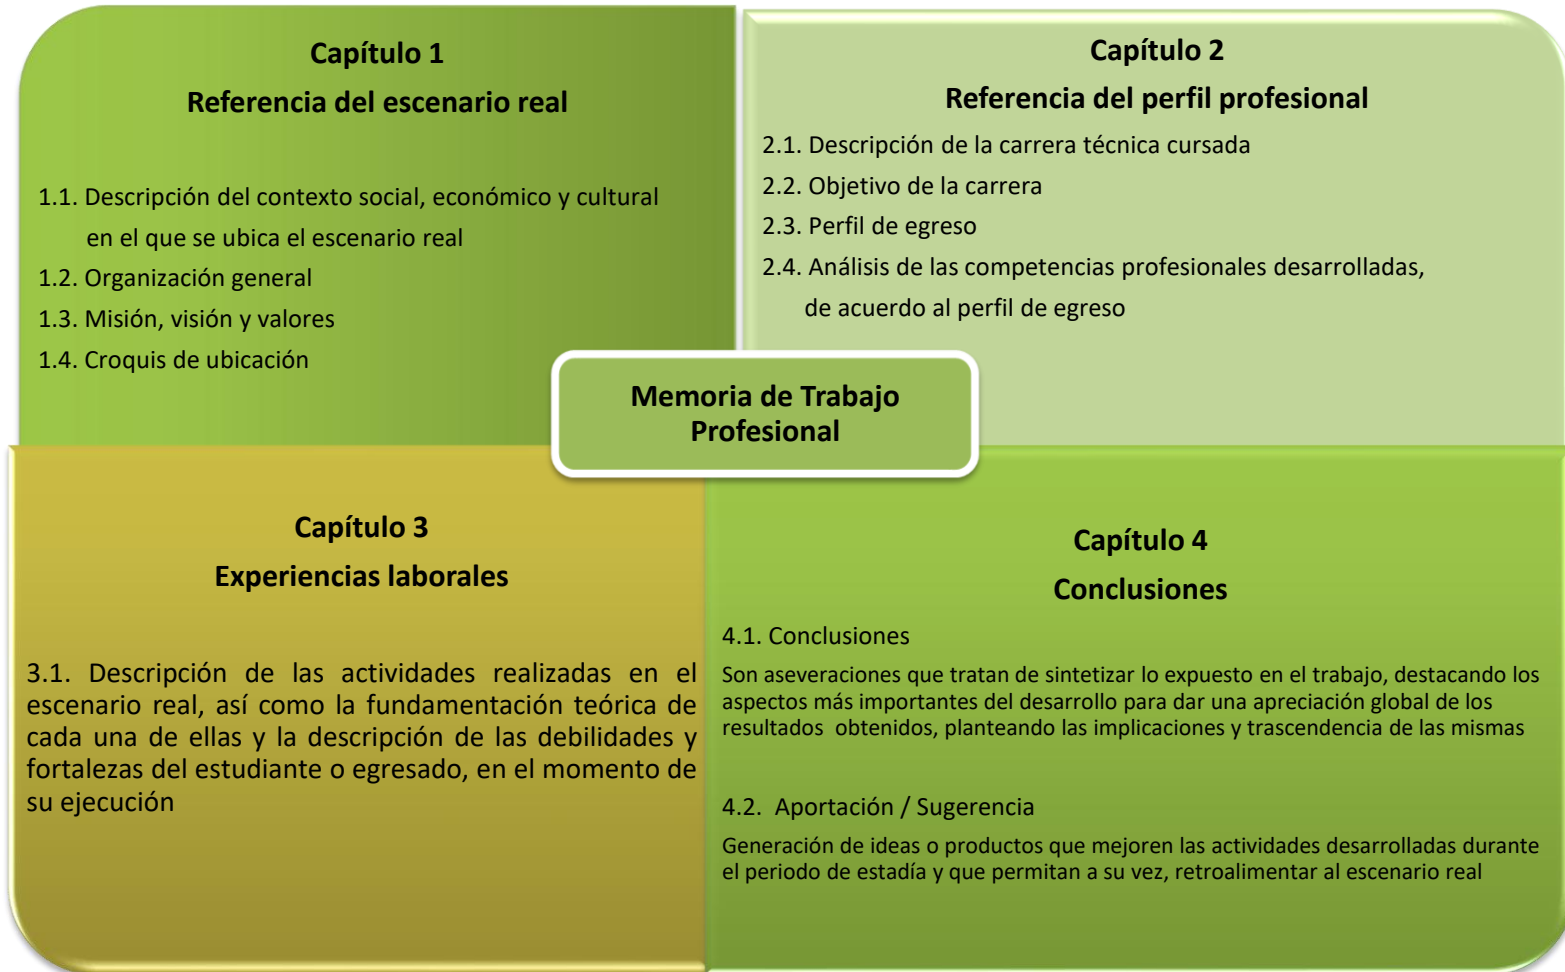 Capítulo 1
Referencia del escenario real
1.1. Descripción del contexto social, económico y cultural
en el que se ubica el escenario real
1.2. Organización general
1.3. Misión, visión y valores
1.4. Croquis de ubicación
Capítulo 2
Referencia del perfil profesional
2.1. Descripción de la carrera técnica cursada
2.2. Objetivo de la carrera
2.3. Perfil de egreso
2.4. Análisis de las competencias profesionales desarrolladas,
de acuerdo al perfil de egreso
Memoria de Trabajo
Profesional
Capítulo 3
Experiencias laborales
3.1. Descripción de las actividades realizadas en el
escenario real, así como la fundamentación teórica de
cada una de ellas y la descripción de las debilidades y
fortalezas del estudiante o egresado, en el momento de
su ejecución
Capítulo 4
Conclusiones
4.1. Conclusiones
Son aseveraciones que tratan de sintetizar lo expuesto en el trabajo, destacando los
aspectos más importantes del desarrollo para dar una apreciación global de los
resultados obtenidos, planteando las implicaciones y trascendencia de las mismas
4.2. Aportación / Sugerencia
Generación de ideas o productos que mejoren las actividades desarrolladas durante
el periodo de estadía y que permitan a su vez, retroalimentar al escenario real